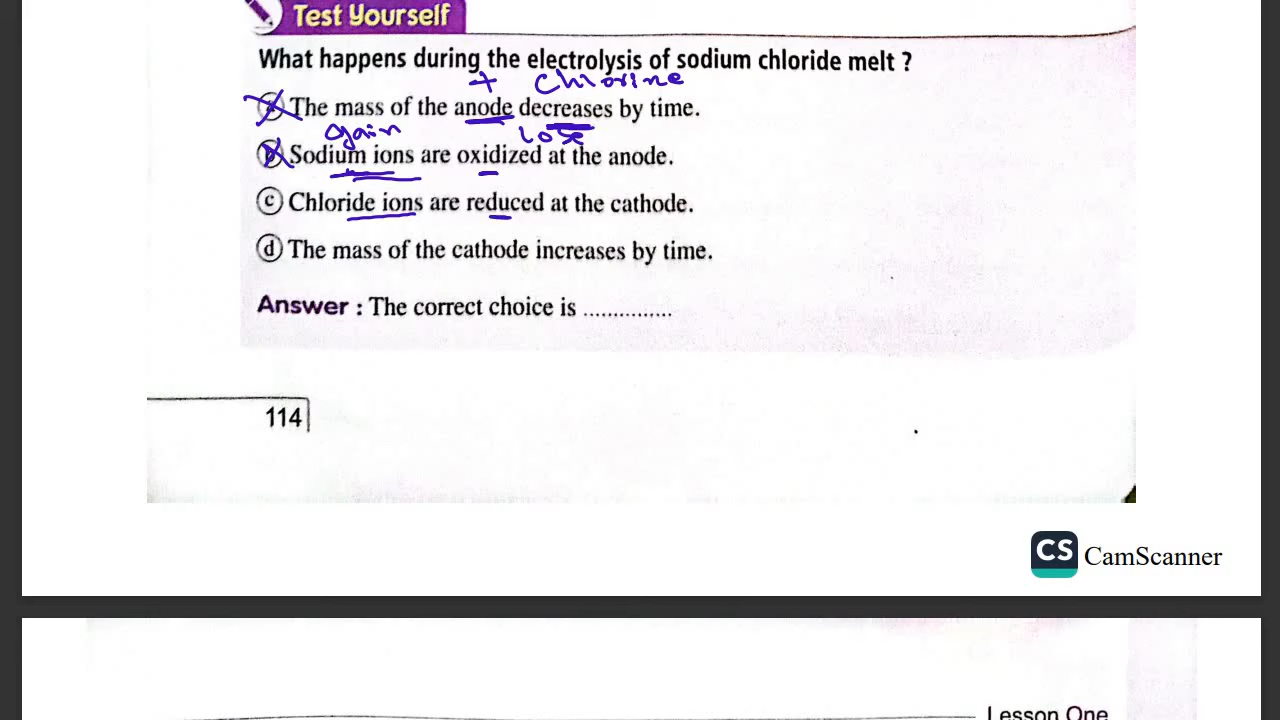 Test Yourself
What happens during the electrolysis of sodium chloride melt ?
+ Chlorine
a The mass of the anode decreases by time.
gain lose
b Sodium ions are oxidized at the anode.
c Chloride ions are reduced at the cathode.
d The mass of the cathode increases by time.
Answer : The correct choice is ...............
114
CS CamScanner
Lesson One